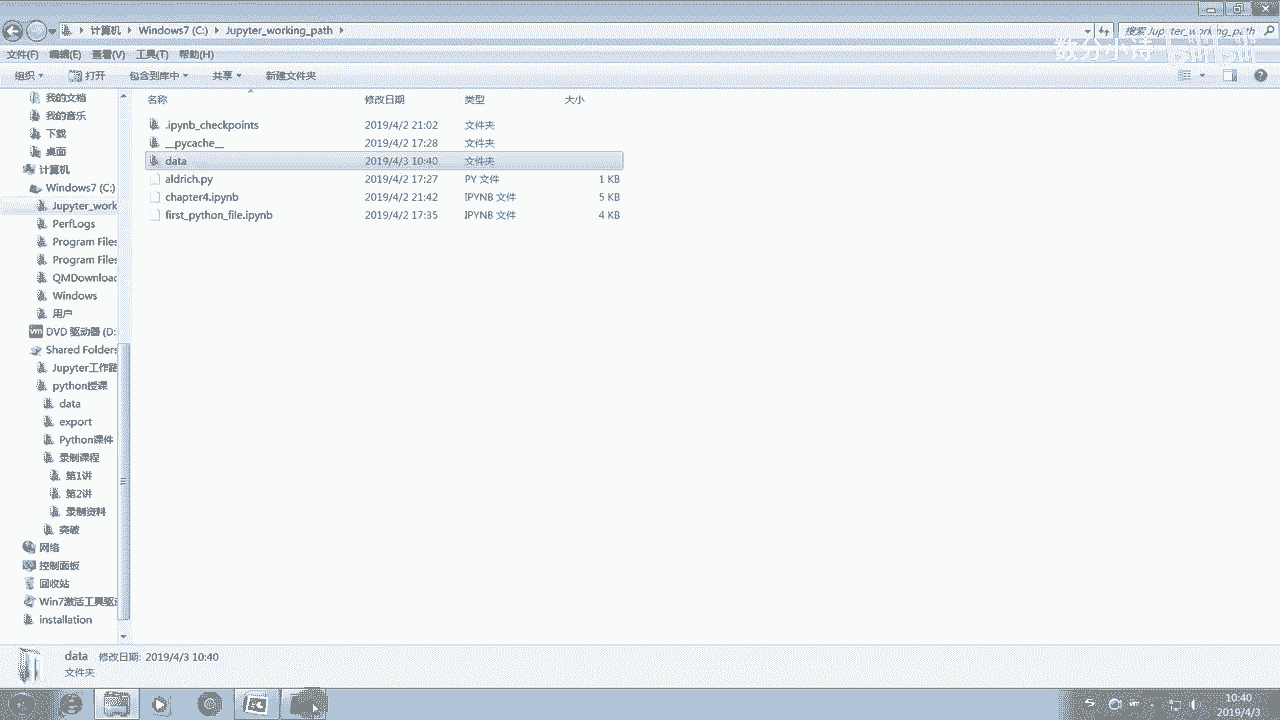 计算机 Windows7 (C:) Jupyter_working_path
搜索 Jupyter_working_path
数分小诗 bilibili
文件(F) 编辑(E) 查看(V) 工具(T) 帮助(H)
组织 打开 包含到库中 共享 新建文件夹
名称 修改日期 类型 大小
.ipynb_checkpoints 2019/4/2 21:02 文件夹
__pycache__ 2019/4/2 17:28 文件夹
data 2019/4/3 10:40 文件夹
aldrich.py 2019/4/2 17:27 PY 文件 1 KB
chapter4.ipynb 2019/4/2 21:42 IPYNB 文件 5 KB
first_python_file.ipynb 2019/4/2 17:35 IPYNB 文件 4 KB
我的文档
我的音乐
下载
桌面
计算机
Windows7 (C:)
Jupyter_work
PerfLogs
Program Files
Program Files
QMDownload
Windows
用户
DVD 驱动器 (D:
Shared Folders
Jupyter工作路
python授课
data
export
Python课件
录制课程
第1讲
第2讲
录制资料
突破
网络
控制面板
回收站
Win7激活工具驱
installation
data 修改日期: 2019/4/3 10:40
文件夹
10:40
2019/4/3